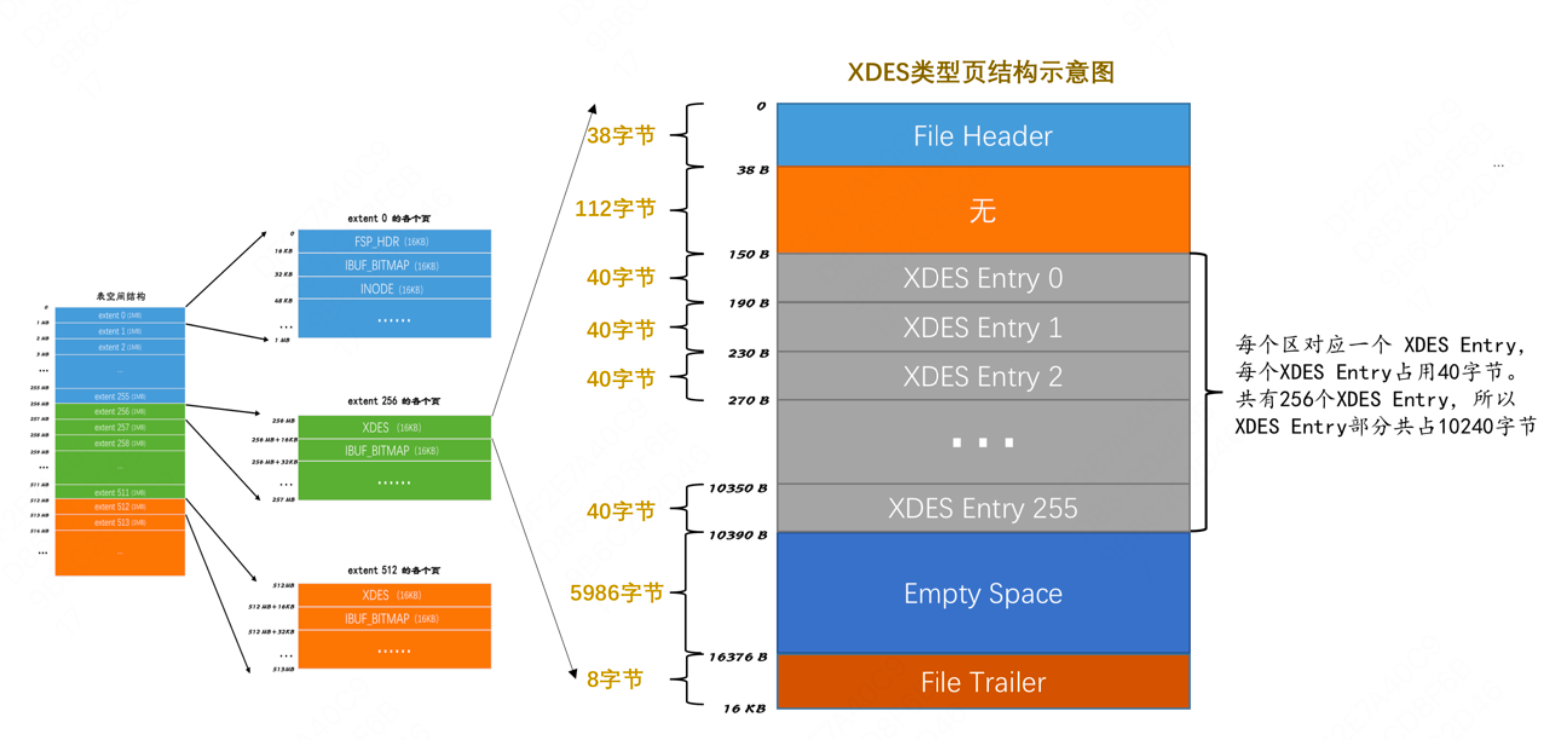 XDES类型页结构示意图
表空间结构
0
extent 0 (1MB)
1 MB
extent 1 (1MB)
2 MB
extent 2 (1MB)
3 MB
...
...
255 MB
extent 255 (1MB)
256 MB
extent 256 (1MB)
257 MB
extent 257 (1MB)
258 MB
extent 258 (1MB)
259 MB
...
...
511 MB
extent 511 (1MB)
512 MB
extent 512 (1MB)
513 MB
extent 513 (1MB)
514 MB
...
...
extent 0 的各个页
0
FSP_HDR (16KB)
16 KB
IBUF_BITMAP (16KB)
32 KB
INODE (16KB)
48 KB
......
...
1 MB
extent 256 的各个页
256 MB
XDES (16KB)
256 MB+16KB
IBUF_BITMAP (16KB)
256 MB+32KB
......
...
257 MB
extent 512 的各个页
512MB
XDES (16KB)
512 MB+16KB
IBUF_BITMAP (16KB)
512 MB+32KB
......
...
513MB
0
38字节
File Header
38 B
112字节
无
150 B
40字节
XDES Entry 0
190 B
40字节
XDES Entry 1
230 B
40字节
XDES Entry 2
270 B
...
10350 B
40字节
XDES Entry 255
10390 B
5986字节
Empty Space
16376 B
8字节
File Trailer
16 KB
...
每个区对应一个 XDES Entry，
每个XDES Entry占用40字节。
共有256个XDES Entry，所以
XDES Entry部分共占10240字节